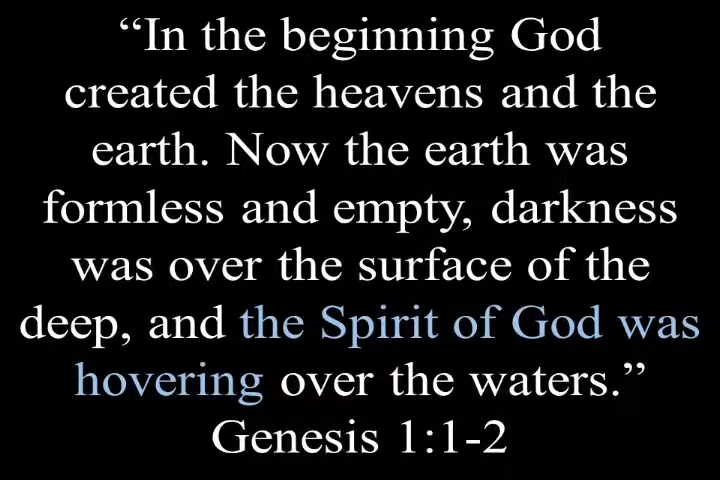 “In the beginning God
created the heavens and the
earth. Now the earth was
formless and empty, darkness
was over the surface of the
deep, and the Spirit of God was
hovering over the waters.”
Genesis 1:1-2